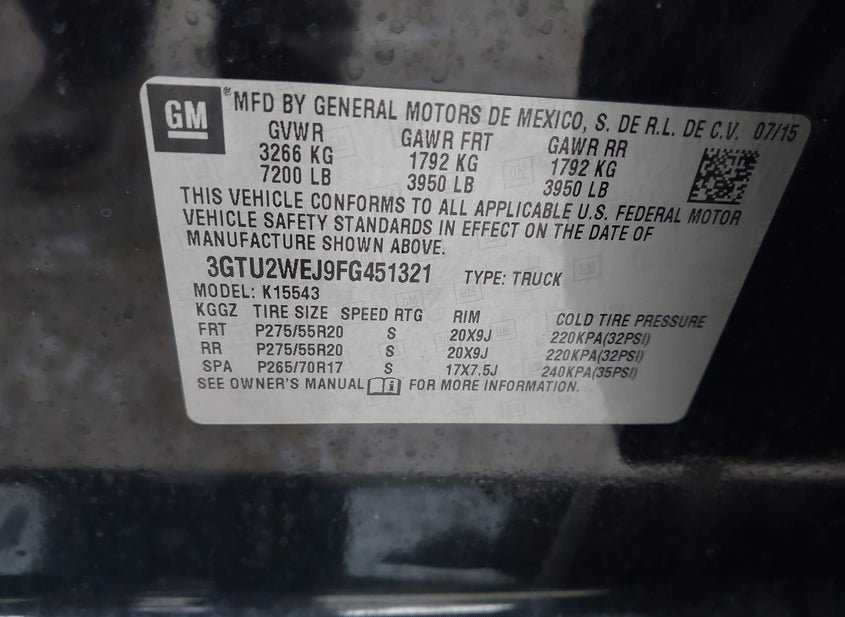 GM ® MFD BY GENERAL MOTORS DE MEXICO, S. DE R.L. DE C.V. 07/15
GVWR GAWR FRT GAWR RR
3266 KG 1792 KG 1792 KG
7200 LB 3950 LB 3950 LB
THIS VEHICLE CONFORMS TO ALL APPLICABLE U.S. FEDERAL MOTOR
VEHICLE SAFETY STANDARDS IN EFFECT ON THE DATE OF
MANUFACTURE SHOWN ABOVE.
3GTU2WEJ9FG451321 TYPE: TRUCK
MODEL: K15543
KGGZ TIRE SIZE SPEED RTG RIM COLD TIRE PRESSURE
FRT P275/55R20 S 20X9J 220KPA(32PSI)
RR P275/55R20 S 20X9J 220KPA(32PSI)
SPA P265/70R17 S 17X7.5J 240KPA(35PSI)
SEE OWNER'S MANUAL FOR MORE INFORMATION.